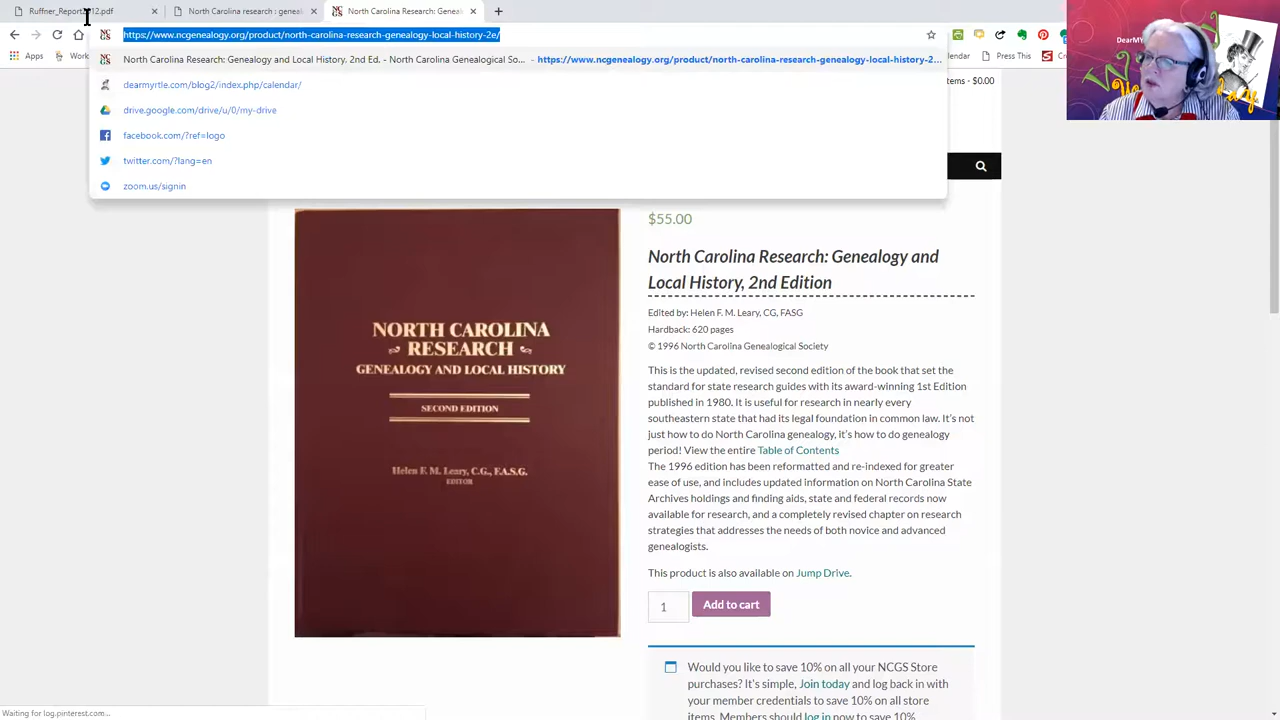 Ruffner_Report
12.pdf
North Carolina research : geneal
North Carolina Research: Geneal
https://www.ncgenealogy.org/product/north-carolina-research-genealogy-local-history-2e/
Apps
Work
North Carolina Research: Genealogy and Local History, 2nd Ed... - North Carolina Genealogical So... - https://www.ncgenealogy.org/product/north-carolina-research-genealogy-local-history-2...
lendar
Press This
dearmyrtle.com/blog2/index.php/calendar/
drive.google.com/drive/u/0/my-drive
facebook.com/?ref=logo
twitter.com/?lang=en
zoom.us/signin
items - $0.00
DearMY
$55.00
North Carolina Research: Genealogy and
Local History, 2nd Edition
Edited by: Helen F. M. Leary, CG, FASG
Hardback: 620 pages
© 1996 North Carolina Genealogical Society
This is the updated, revised second edition of the book that set the
standard for state research guides with its award-winning 1st Edition
published in 1980. It is useful for research in nearly every
southeastern state that had its legal foundation in common law. It's not
just how to do North Carolina genealogy, it's how to do genealogy
period! View the entire Table of Contents
The 1996 edition has been reformatted and re-indexed for greater
ease of use, and includes updated information on North Carolina State
Archives holdings and finding aids, state and federal records now
available for research, and a completely revised chapter on research
strategies that addresses the needs of both novice and advanced
genealogists.
This product is also available on Jump Drive.
1
Add to cart
Would you like to save 10% on all your NCGS Store
purchases? It's simple, Join today and log back in with
your member credentials to save 10% on all store
items. Members should log in now to save 10%
NORTH CAROLINA
RESEARCH
GENEALOGY AND LOCAL HISTORY
SECOND EDITION
Helen F. M. Leary, C.G., F.A.S.G.
EDITOR
Waiting for log.pinterest.com...